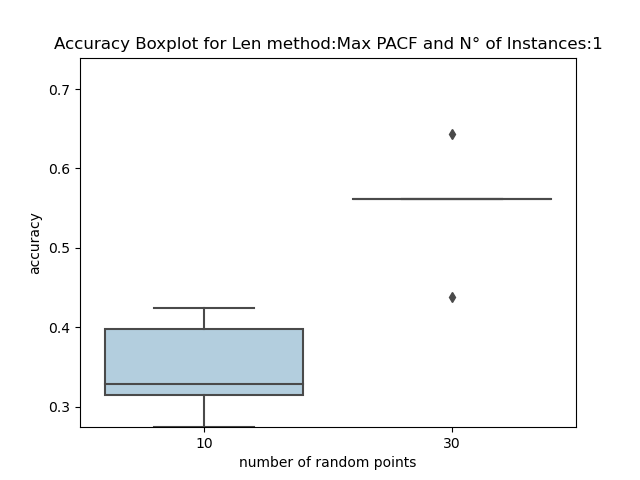 Accuracy Boxplot for Len method:Max PACF and N° of Instances:1
0.7
0.6
0.5
0.4
0.3
accuracy
10
30
number of random points